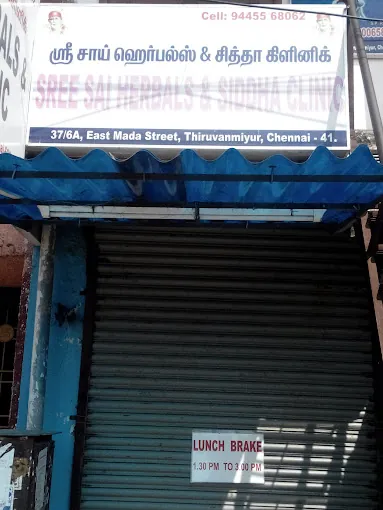 Cell: 94455 68062
ஸ்ரீ சாய் ஹெர்பல்ஸ் & சித்தா கிளினிக்
SREE SAI HERBALS & SIDDHA CLINIC
37/6A, East Mada Street, Thiruvanmiyur, Chennai - 41.
LUNCH BRAKE
1.30 PM TO 3.00 PM